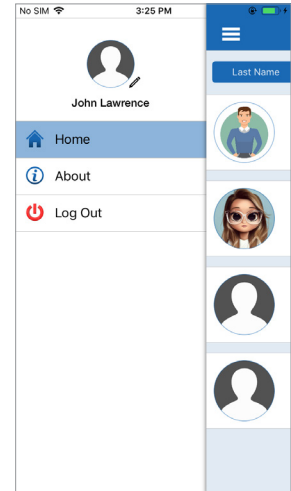 No SIM 3:25 PM
John Lawrence
Last Name
Home
About
Log Out